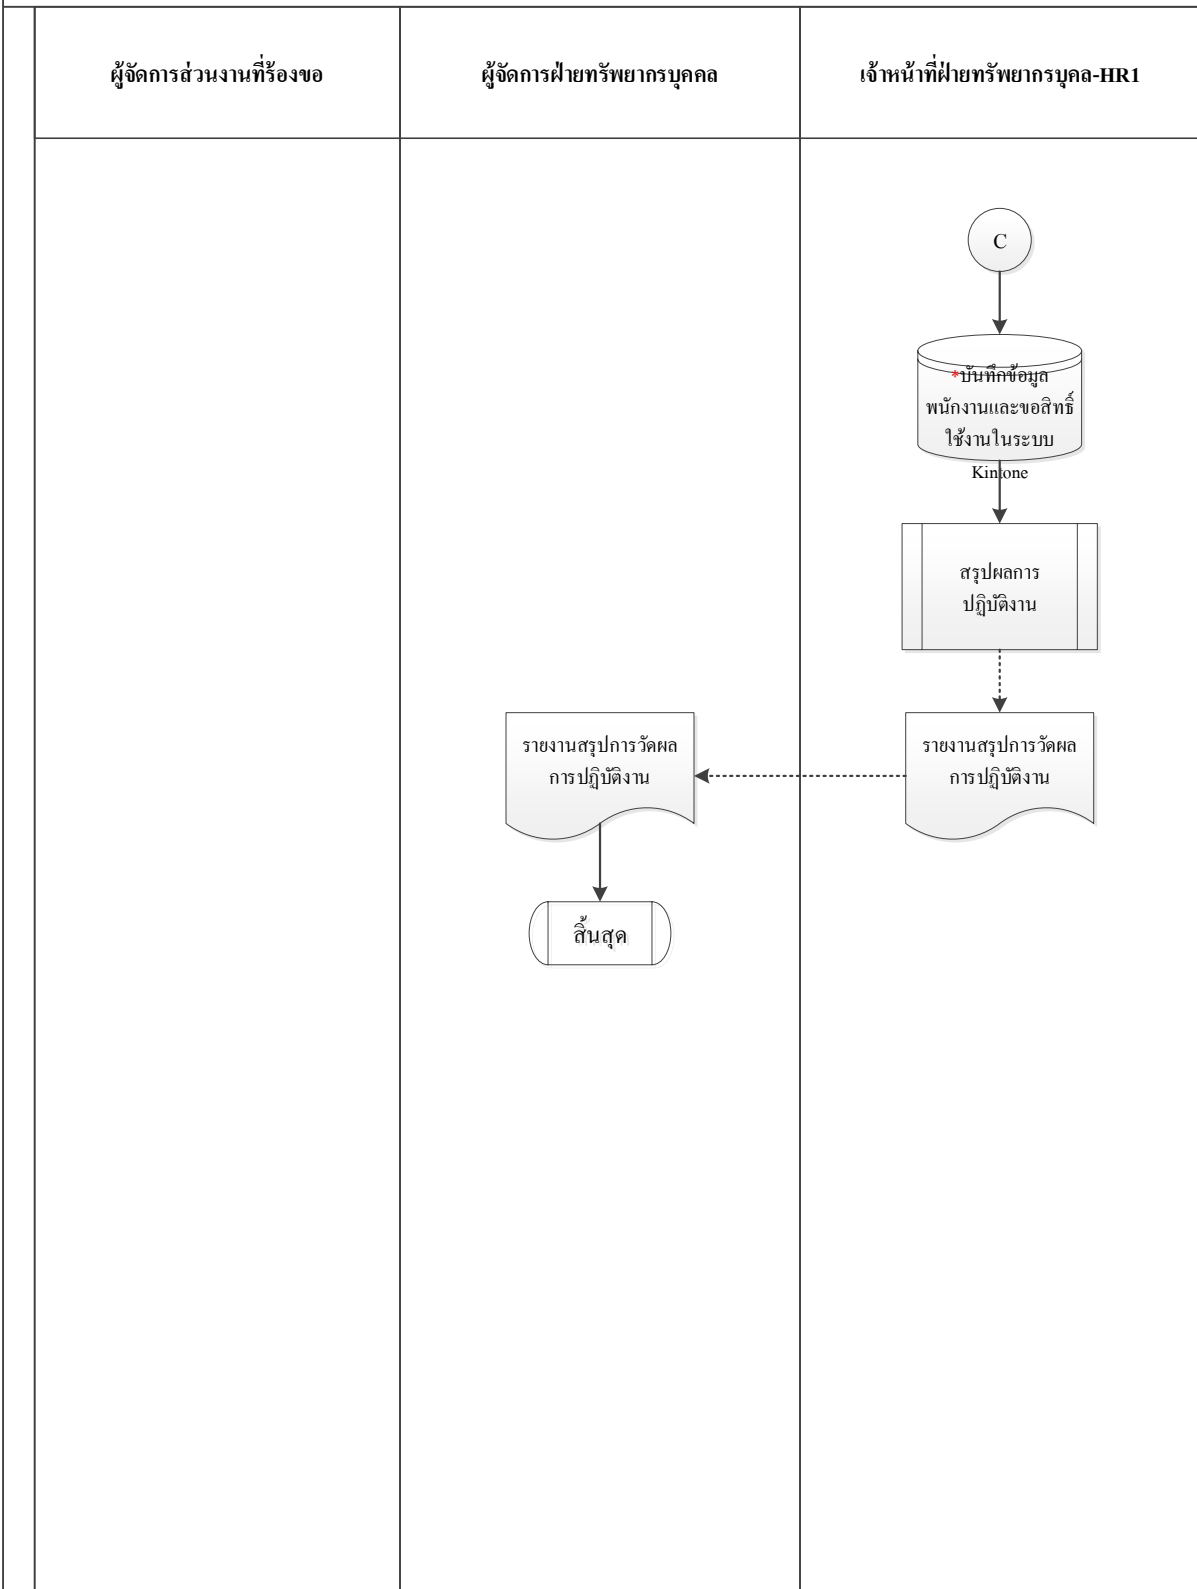 ผู้จัดการส่วนงานที่ร้องขอ
ผู้จัดการฝ่ายทรัพยากรบุคคล
เจ้าหน้าที่ฝ่ายทรัพยากรบุคล-HR1
C
*บันทึกข้อมูล
พนักงานและขอสิทธิ์
ใช้งานในระบบ
Kintone
สรุปผลการ
ปฏิบัติงาน
รายงานสรุปการวัดผล
การปฏิบัติงาน
รายงานสรุปการวัดผล
การปฏิบัติงาน
สิ้นสุด